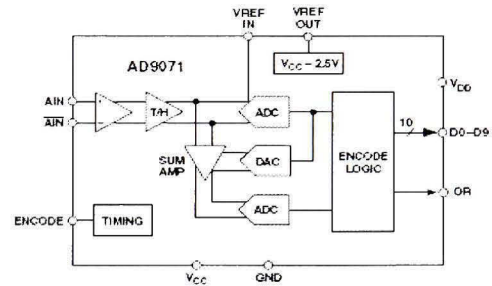 VREF IN
VREF OUT
AD9071
VCC – 2.5V
VDD
AIN
AIN
T/H
ADC
10
D0–D9
SUM AMP
DAC
ENCODE LOGIC
ADC
OR
ENCODE
TIMING
VCC
GND